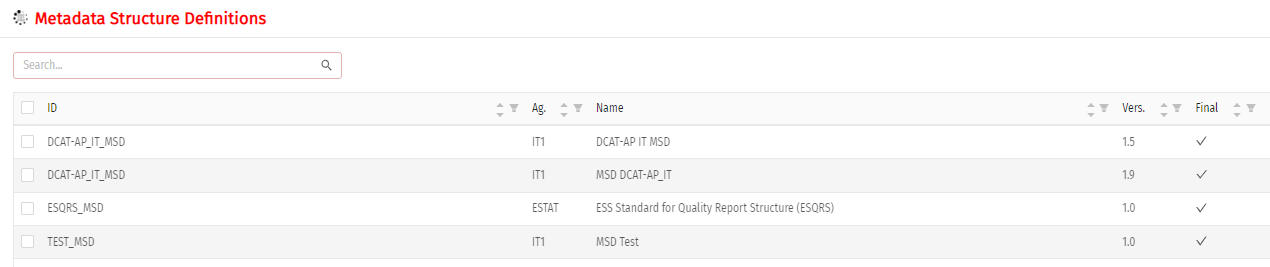 Metadata Structure Definitions
Search...
ID Ag. Name Vers. Final
DCAT-AP_IT_MSD IT1 DCAT-AP IT MSD 1.5
DCAT-AP_IT_MSD IT1 MSD DCAT-AP_IT 1.9
ESQRS_MSD ESTAT ESS Standard for Quality Report Structure (ESQRS) 1.0
TEST_MSD IT1 MSD Test 1.0